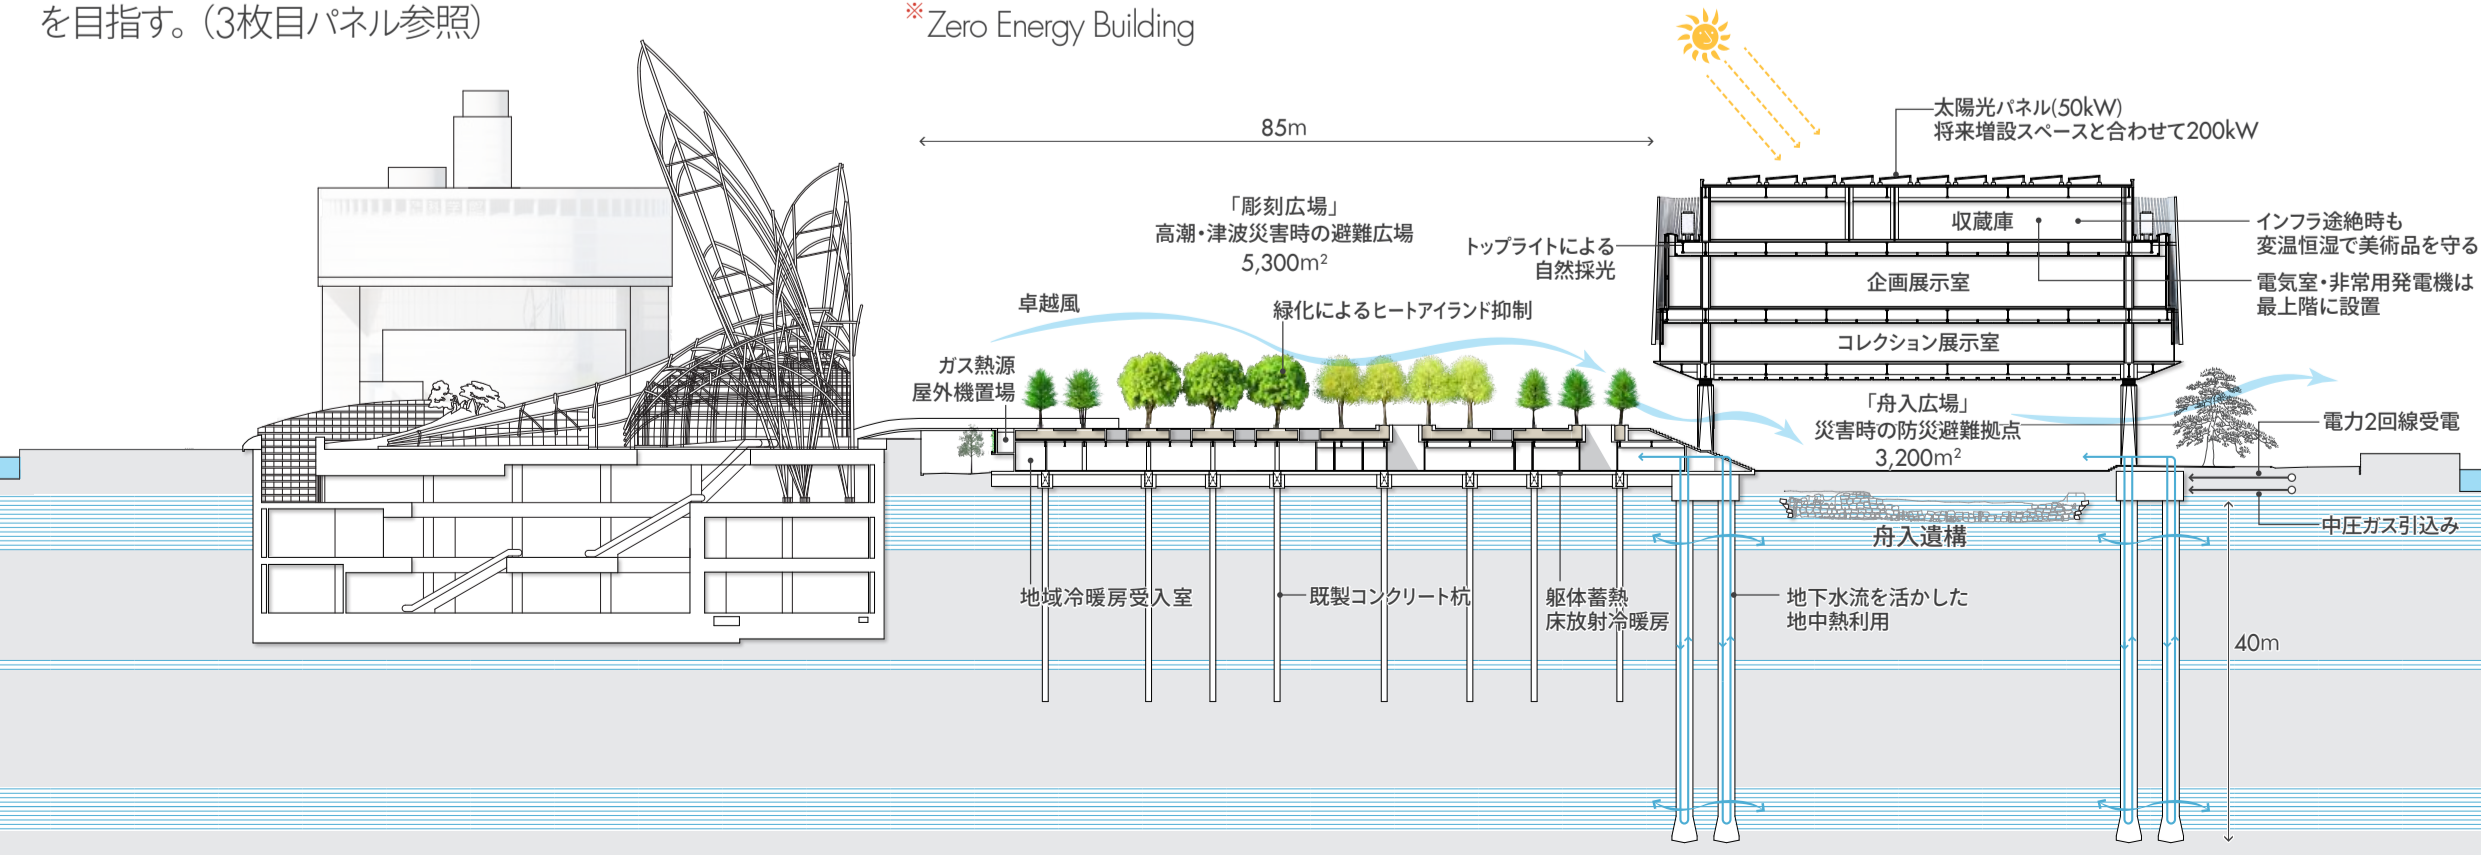 を目指す。（3枚目パネル参照）
※Zero Energy Building
85m
太陽光パネル(50kW)
将来増設スペースと合わせて200kW
「彫刻広場」
高潮・津波災害時の避難広場
5,300m²
トップライトによる
自然採光
収蔵庫
インフラ途絶時も
変温恒湿で美術品を守る
企画展示室
電気室・非常用発電機は
最上階に設置
卓越風
緑化によるヒートアイランド抑制
コレクション展示室
ガス熱源
屋外機置場
「舟入広場」
災害時の防災避難拠点
3,200m²
電力2回線受電
舟入遺構
中圧ガス引込み
地域冷暖房受入室
既製コンクリート杭
躯体蓄熱
床放射冷暖房
地下水流を活かした
地中熱利用
40m